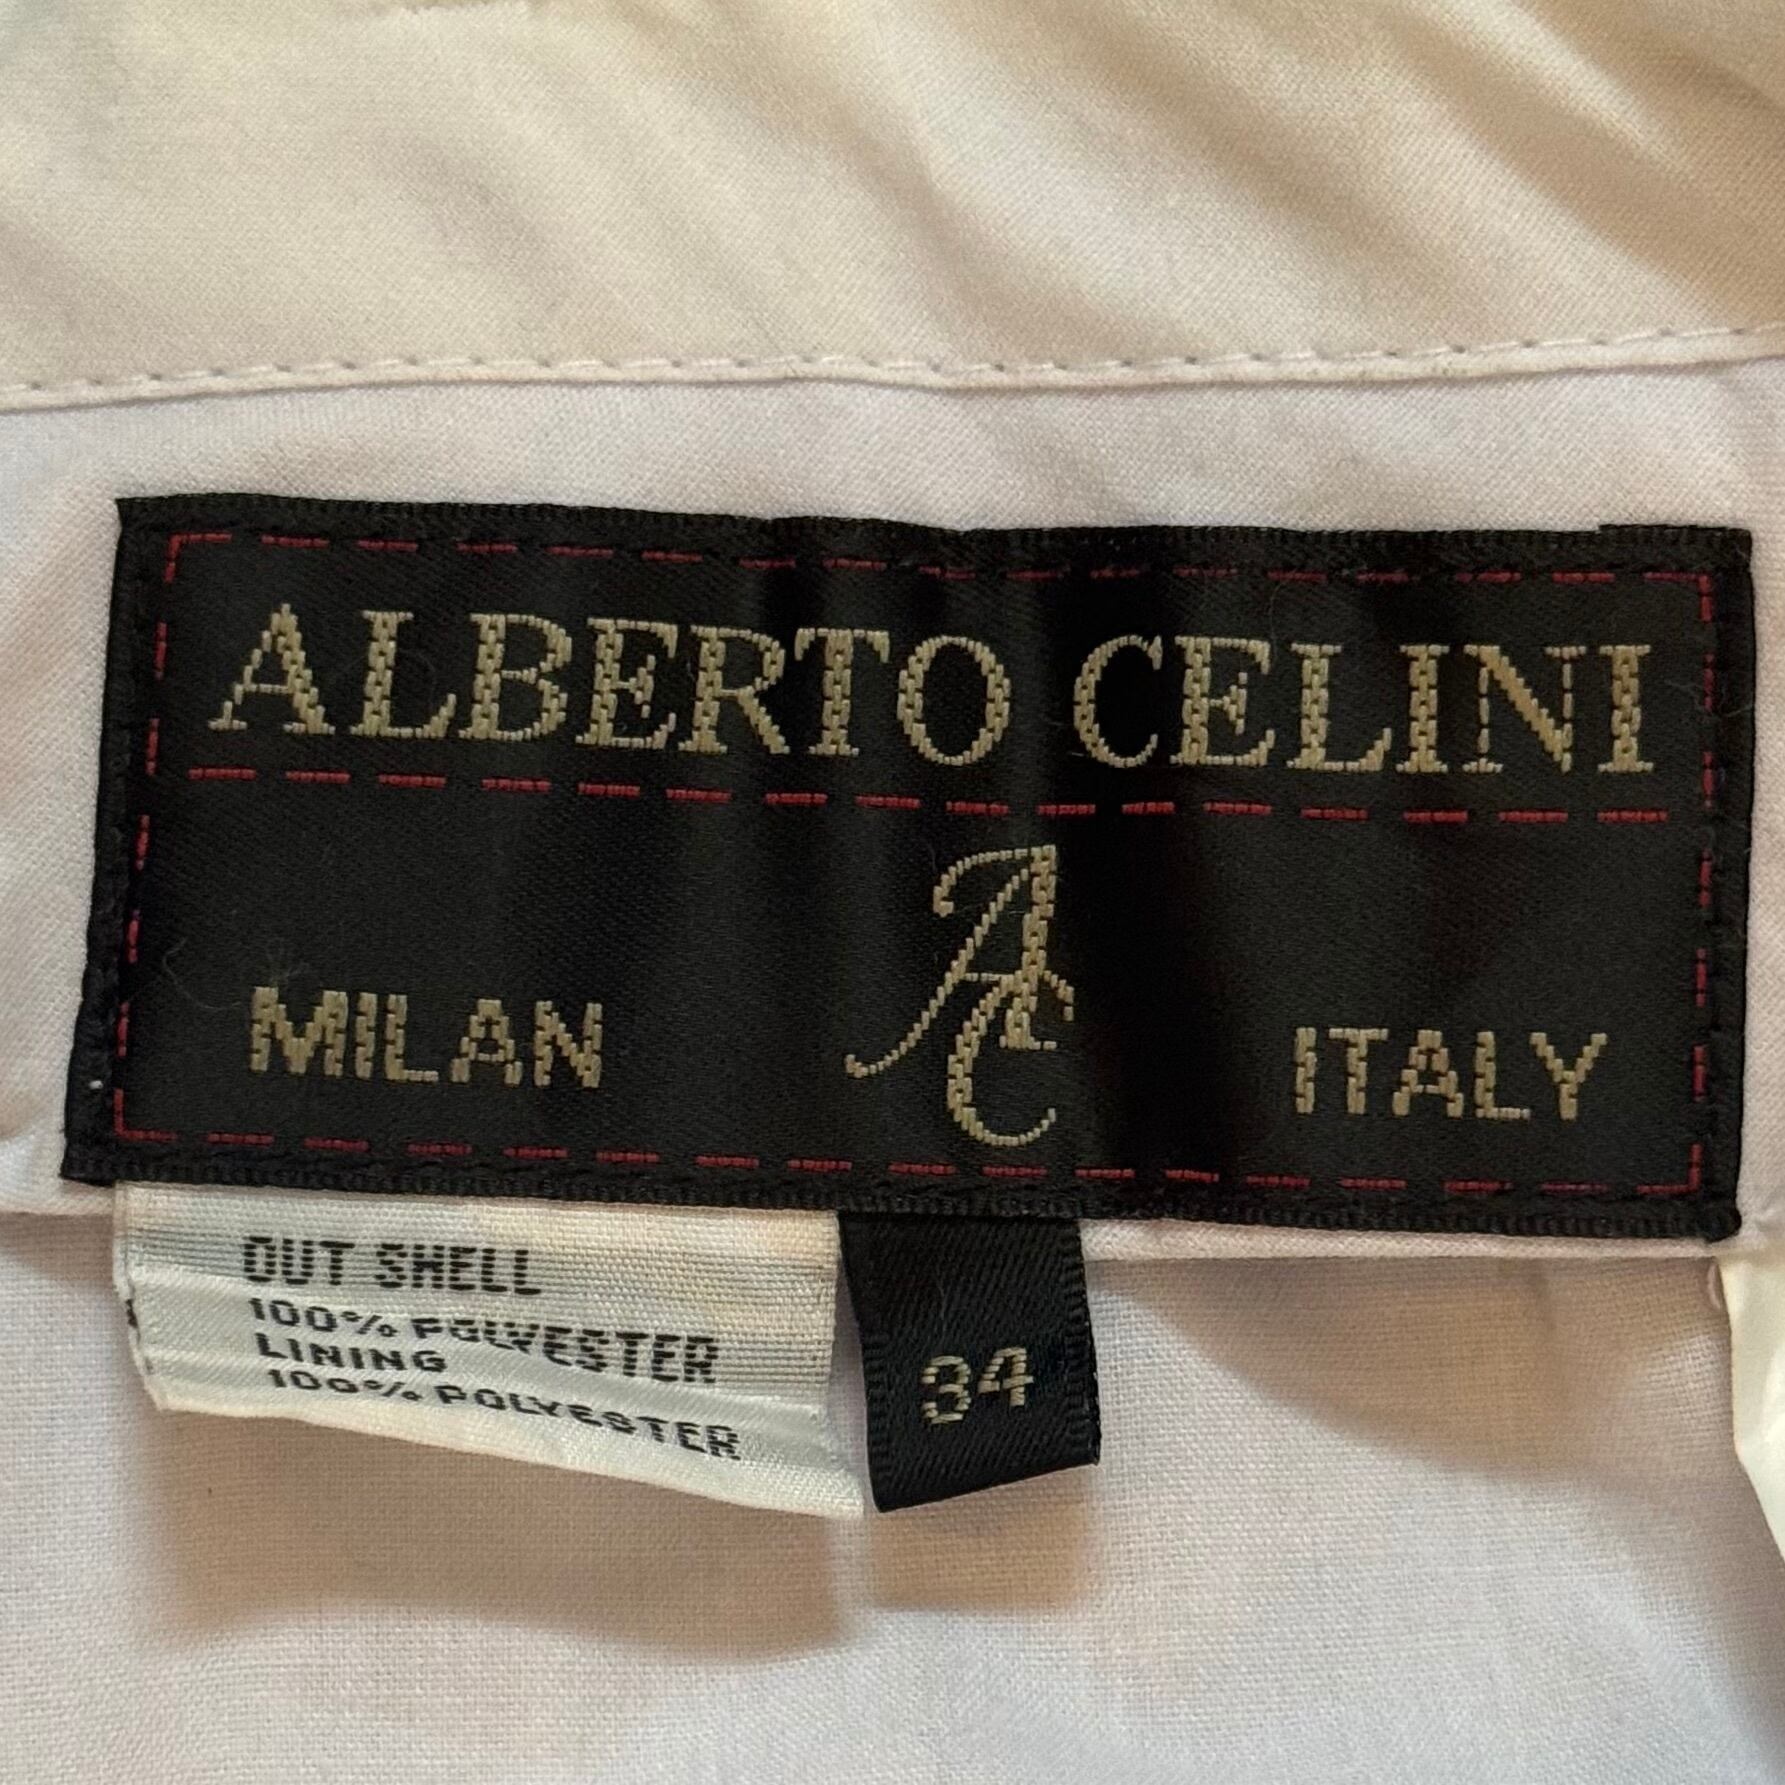 ALBERTO CELINI
AC
MILAN ITALY
OUT SHELL
100% POLYESTER
LINING
100% POLYESTER
34